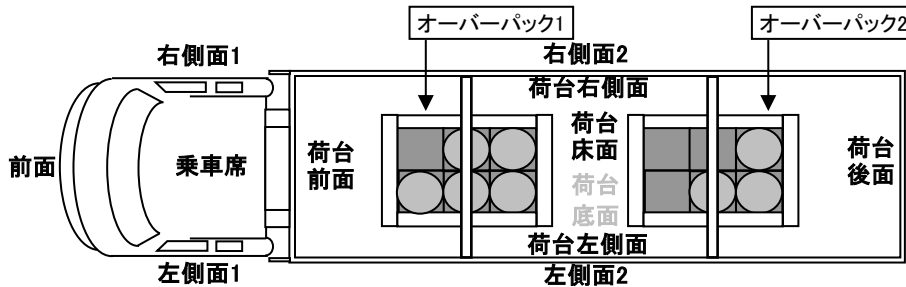 オーバーパック1
オーバーパック2
右側面1
右側面2
荷台右側面
前面
乗車席
荷台
前面
荷台
床面
荷台
底面
荷台
後面
荷台左側面
左側面1
左側面2